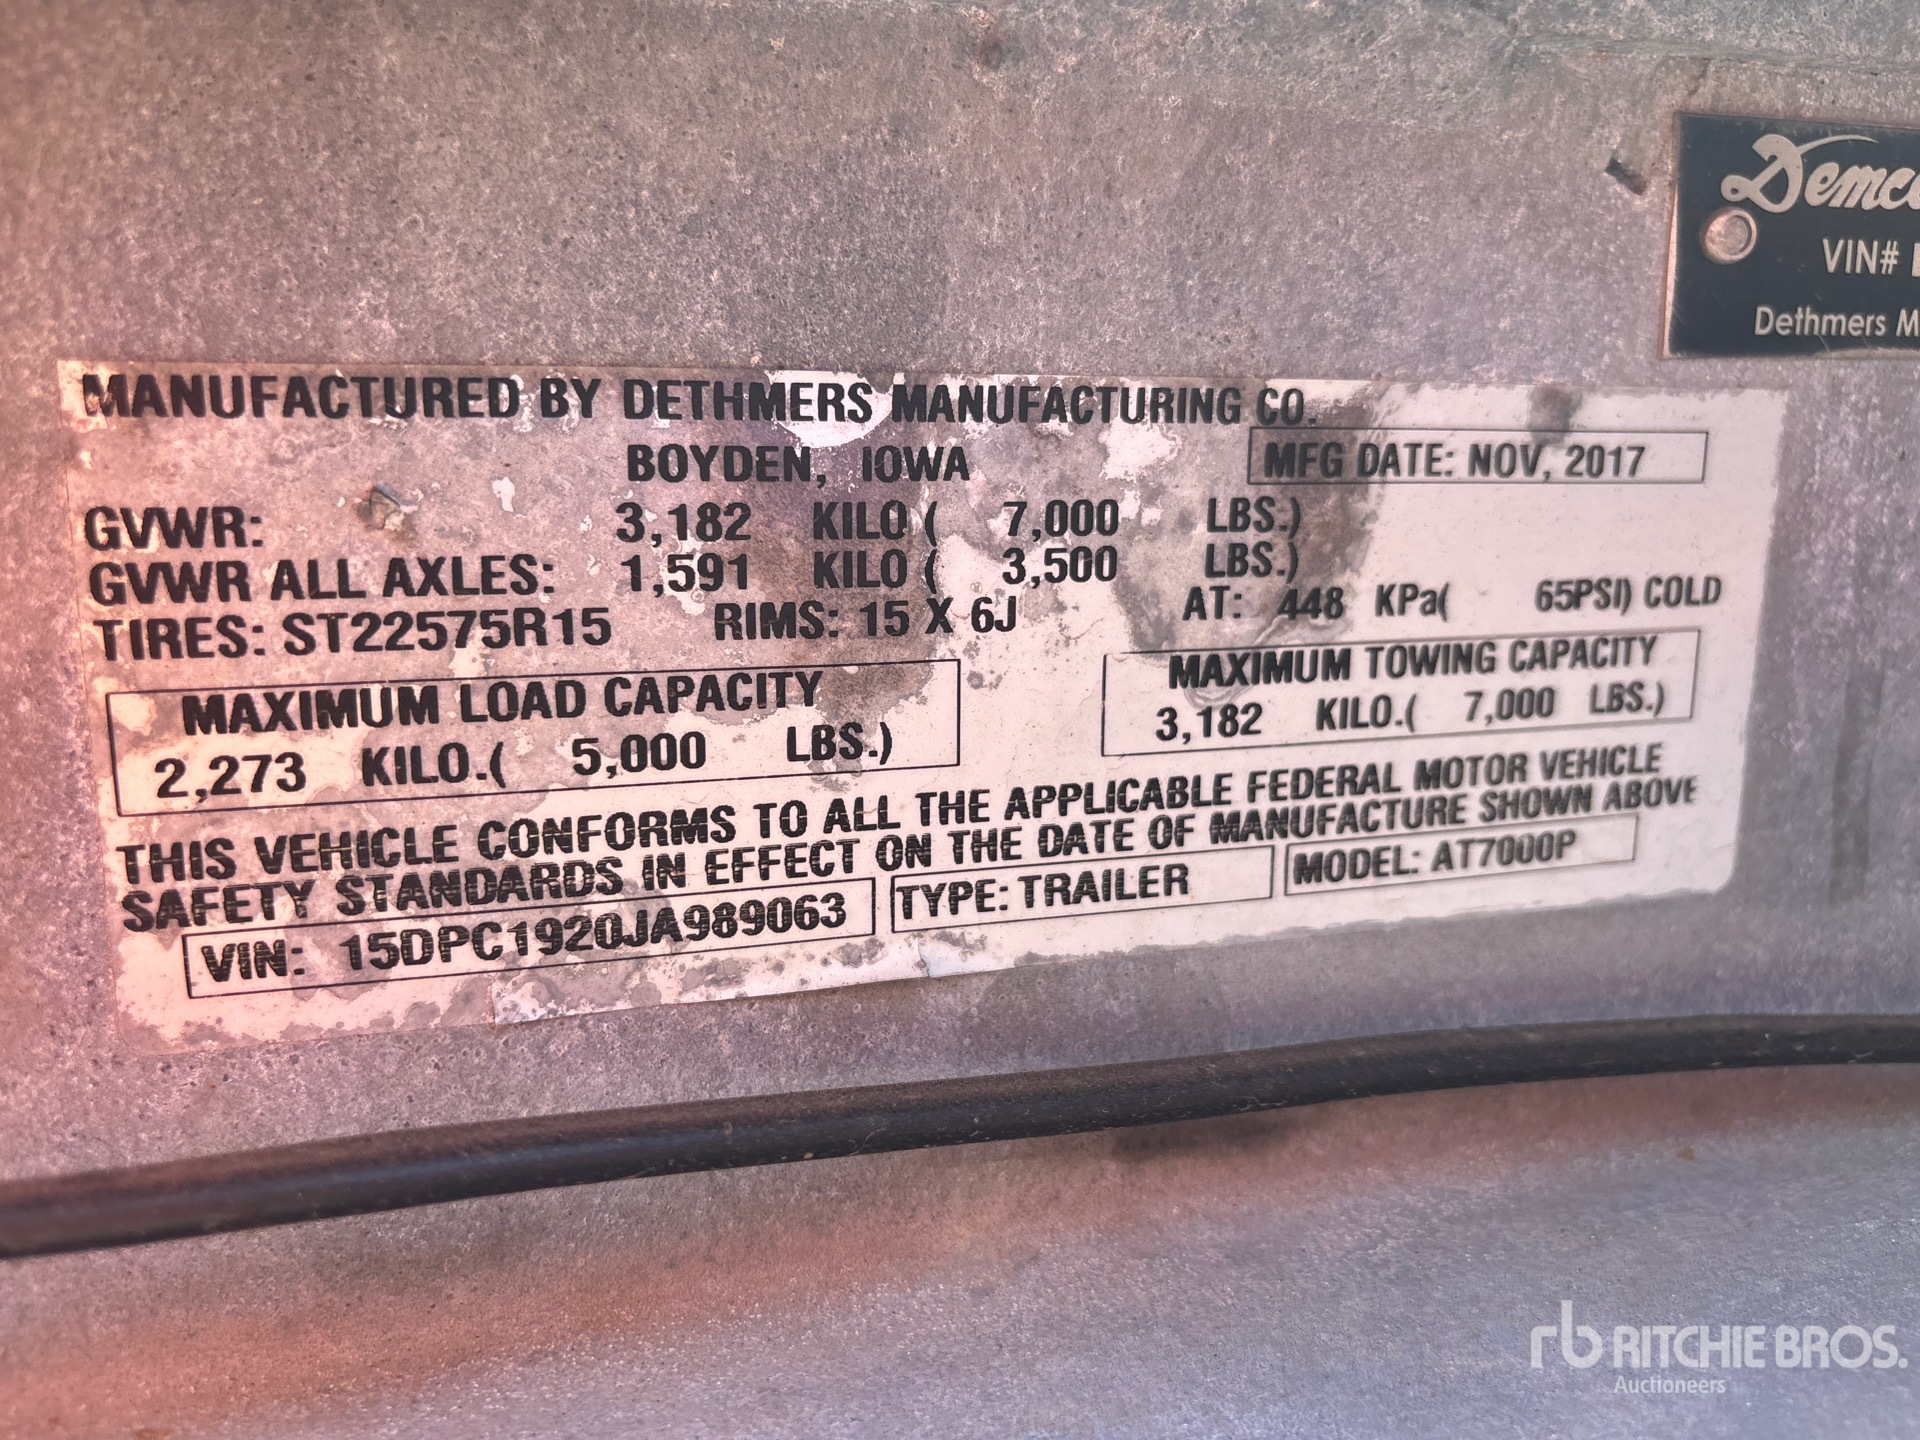 Demco
VIN#
Dethmers M
MANUFACTURED BY DETHMERS MANUFACTURING CO.
BOYDEN, IOWA
MFG DATE: NOV, 2017
GVWR: 3,182 KILO ( 7,000 LBS.)
GVWR ALL AXLES: 1,591 KILO ( 3,500 LBS.)
TIRES: ST22575R15 RIMS: 15 X 6J AT: 448 KPa( 65PSI) COLD
MAXIMUM LOAD CAPACITY
2,273 KILO.( 5,000 LBS.)
MAXIMUM TOWING CAPACITY
3,182 KILO.( 7,000 LBS.)
THIS VEHICLE CONFORMS TO ALL THE APPLICABLE FEDERAL MOTOR VEHICLE
SAFETY STANDARDS IN EFFECT ON THE DATE OF MANUFACTURE SHOWN ABOVE
VIN: 15DPC1920JA989063 TYPE: TRAILER MODEL: AT7000P
rb RITCHIE BROS.
Auctioneers